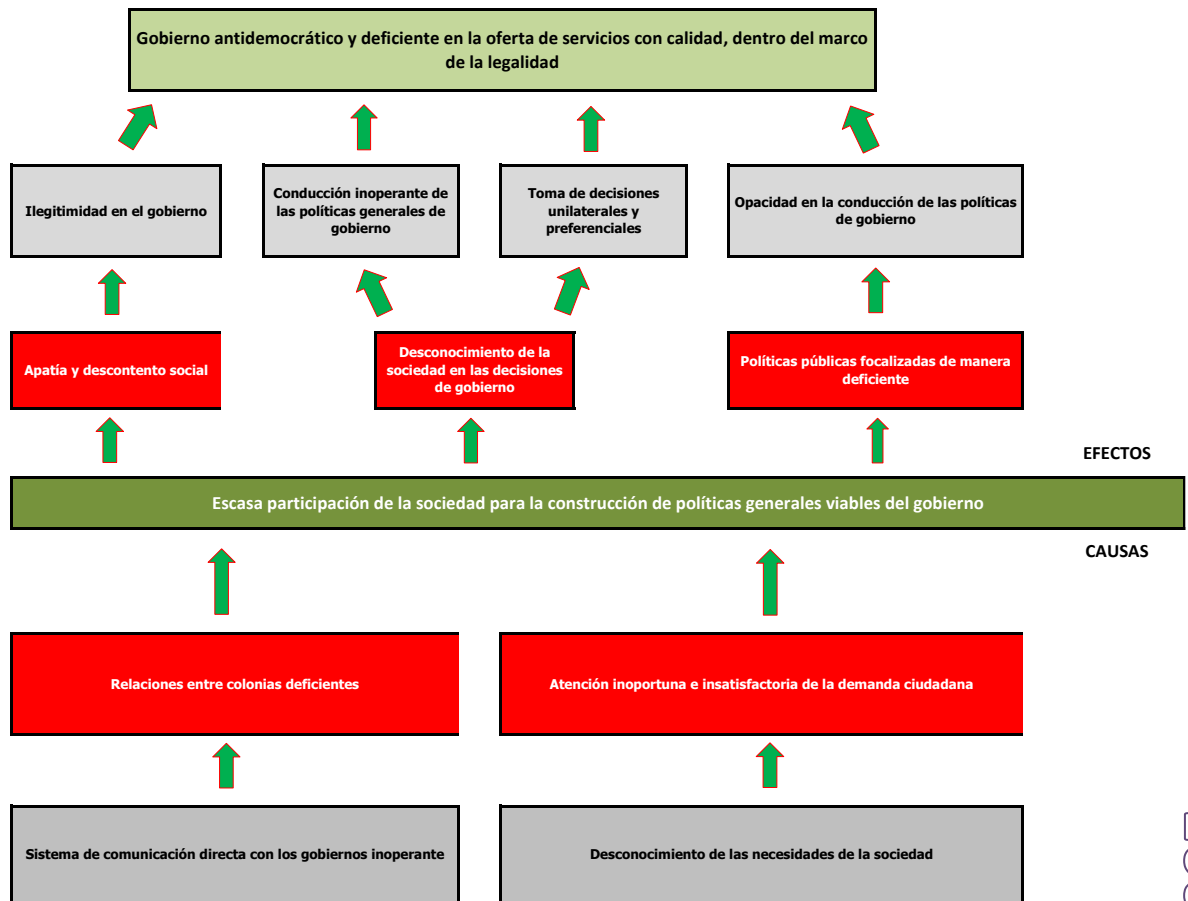 Gobierno antidemocrático y deficiente en la oferta de servicios con calidad, dentro del marco
de la legalidad
Ilegitimidad en el gobierno
Conducción inoperante de
las políticas generales de
gobierno
Toma de decisiones
unilaterales y
preferenciales
Opacidad en la conducción de las políticas
de gobierno
Apatía y descontento social
Desconocimiento de la
sociedad en las decisiones
de gobierno
Políticas públicas focalizadas de manera
deficiente
EFECTOS
Escasa participación de la sociedad para la construcción de políticas generales viables del gobierno
CAUSAS
Relaciones entre colonias deficientes
Atención inoportuna e insatisfactoria de la demanda ciudadana
Sistema de comunicación directa con los gobiernos inoperante
Desconocimiento de las necesidades de la sociedad